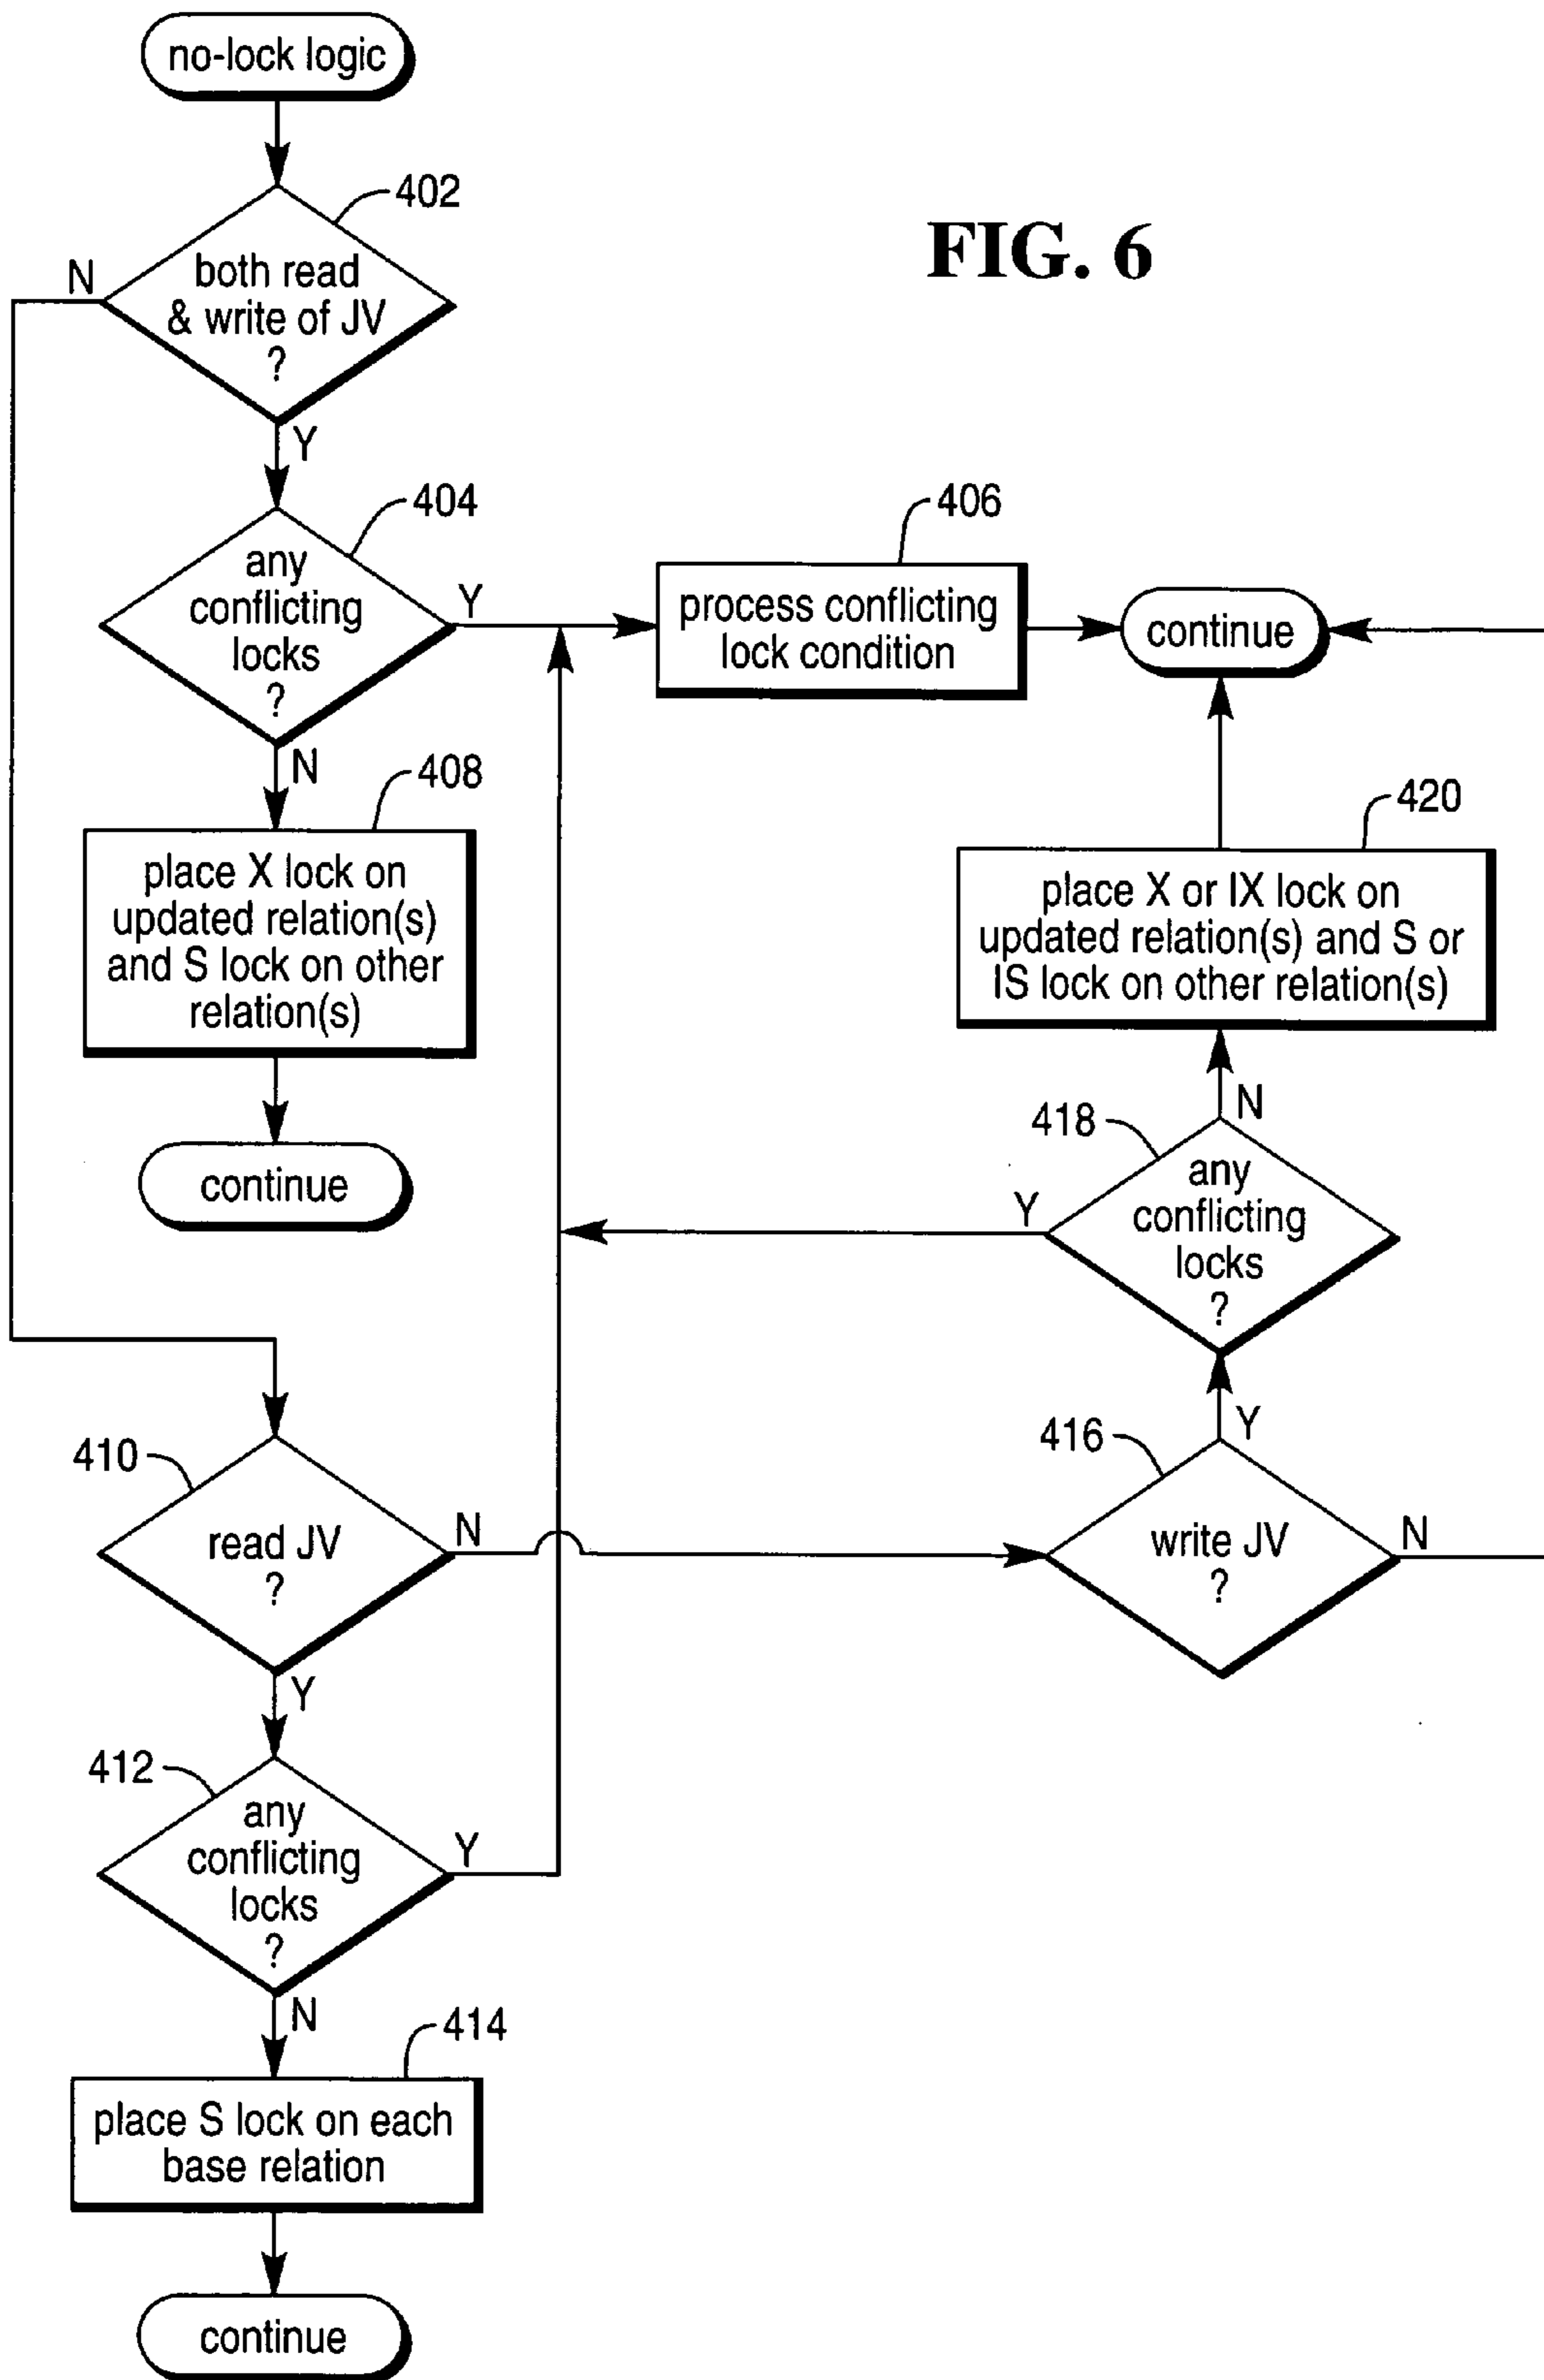 no-lock logic
402
FIG. 6
N
both read
& write of JV
?
Y
404
406
any
conflicting
locks
?
Y
process conflicting
lock condition
continue
N
408
420
place X lock on
updated relation(s)
and S lock on other
relation(s)
place X or IX lock on
updated relation(s) and S or
IS lock on other relation(s)
N
418
continue
any
conflicting
locks
?
Y
410
416
Y
read JV
?
N
write JV
?
N
Y
412
any
conflicting
locks
?
Y
N
414
place S lock on each
base relation
continue